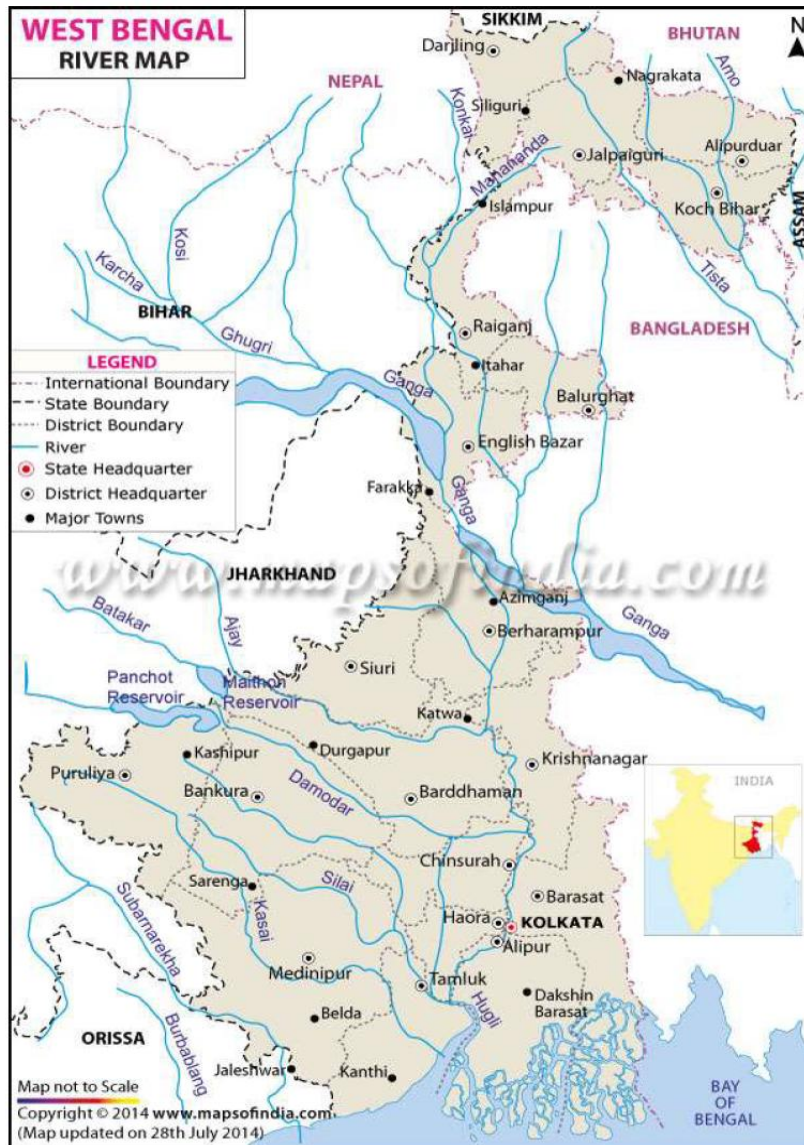 WEST BENGAL
RIVER MAP
SIKKIM
N
BHUTAN
Darjling
NEPAL
Nagrakata
Amo
Konkai
Siliguri
Mahananda
Jalpaiguri
Alipurduar
Islampur
Koch Bihar
ASSAM
Kosi
Karcha
Tista
BIHAR
Raiganj
BANGLADESH
Ghugri
Itahar
Ganga
Balurghat
LEGEND
International Boundary
State Boundary
District Boundary
River
State Headquarter
District Headquarter
Major Towns
English Bazar
Farakka
Ganga
www.mapsofindia.com
JHARKHAND
Azimganj
Batakar
Ajay
Berharampur
Ganga
Siuri
Panchot
Reservoir
Maithon
Reservoir
Katwa
Kashipur
Durgapur
Krishnanagar
Puruliya
Bankura
Damodar
Barddhaman
INDIA
Chinsurah
Sarenga
Silai
Kasai
Barasat
Haora
KOLKATA
Alipur
Subarnarekha
Medinipur
Tamluk
Hugli
Dakshin
Barasat
Belda
ORISSA
Burbablang
Jaleshwar
Kanthi
BAY
OF
BENGAL
Map not to Scale
Copyright © 2014 www.mapsofindia.com
(Map updated on 28th July 2014)